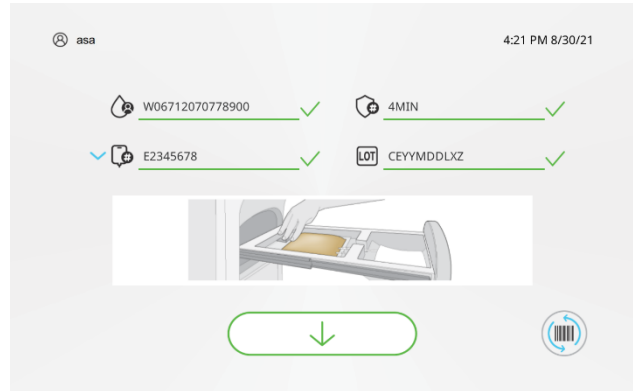 asa
4:21 PM 8/30/21
W06712070778900
4MIN
#
E2345678
LOT
CEYYMDDLXZ